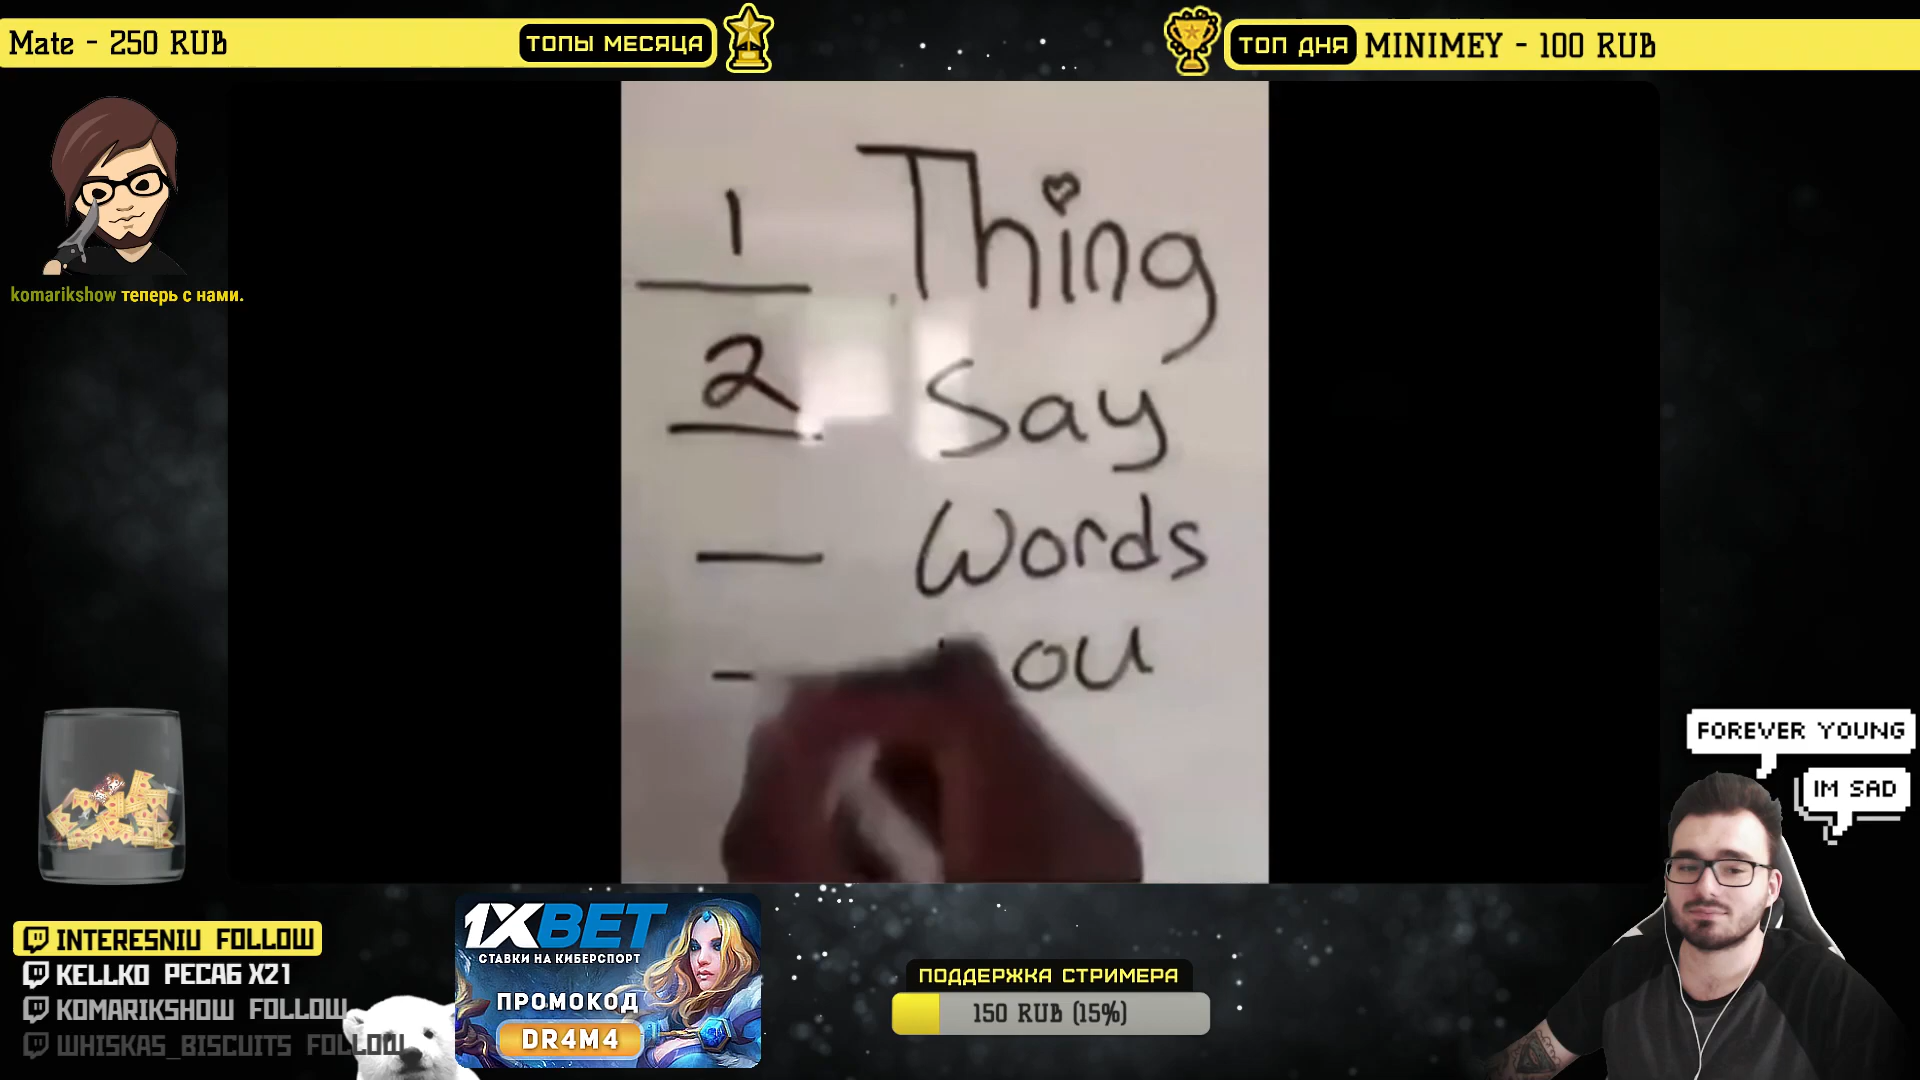 Mate - 250 RUB
ТОПЫ МЕСЯЦА
ТОП ДНЯ
MINIMEY - 100 RUB
1 Thing
2 Say
Words
ou
komarikshow теперь с нами.
FOREVER YOUNG
IM SAD
INTERESNIU FOLLOW
KELLKO РЕСАБ X21
KOMARIKSHOW FOLLOW
WHISKAS_BISCUITS FOLLOW
1XBET
СТАВКИ НА КИБЕРСПОРТ
ПРОМОКОД
DR4M4
ПОДДЕРЖКА СТРИМЕРА
150 RUB (15%)